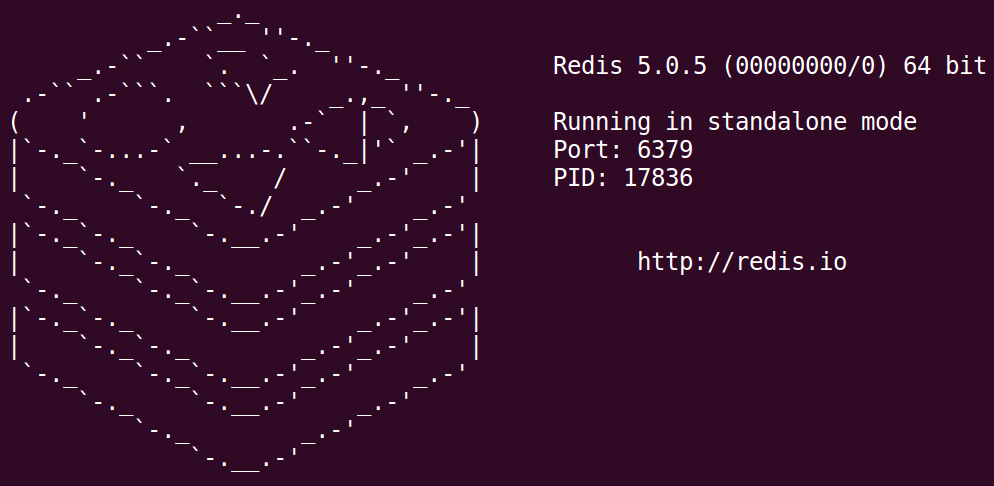 Redis 5.0.5 (00000000/0) 64 bit
Running in standalone mode
Port: 6379
PID: 17836
http://redis.io